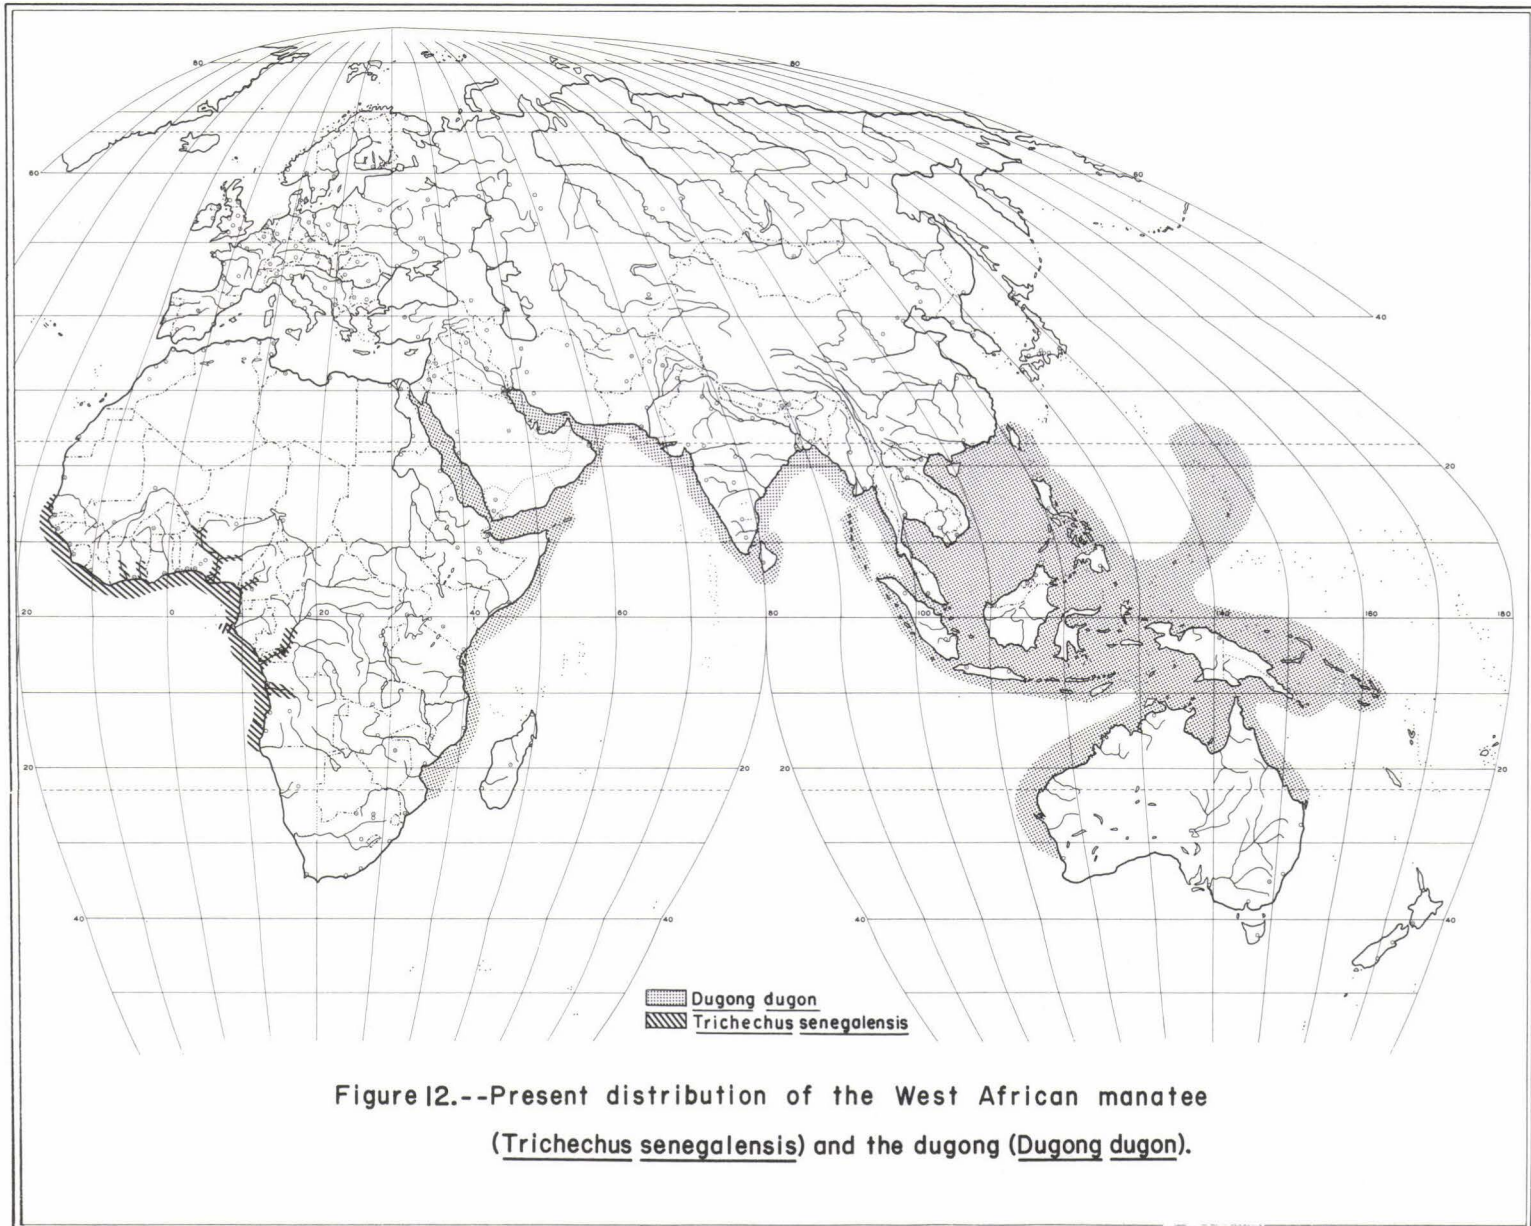 80 80
60 60
40
20
20 0 20 60 80 100 140 160 180
20 20 20 20
40 40 40 40
Dugong dugon
Trichechus senegalensis
Figure 12.--Present distribution of the West African manatee
(Trichechus senegalensis) and the dugong (Dugong dugon).